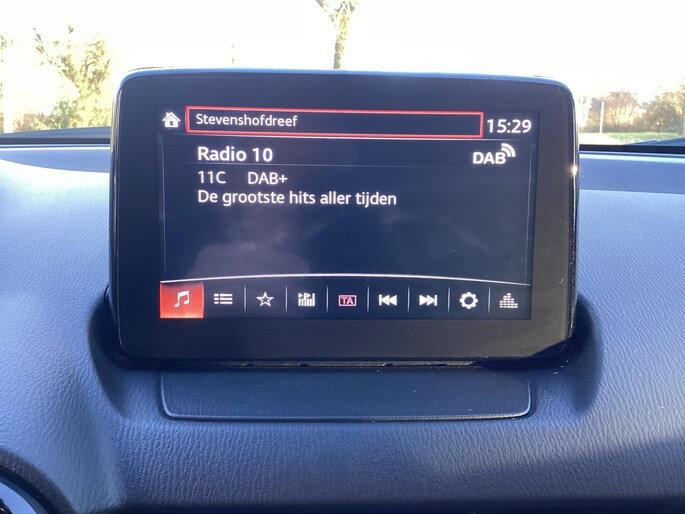 Stevenshofdreef 15:29
Radio 10 DAB
11C DAB+
De grootste hits aller tijden
TA